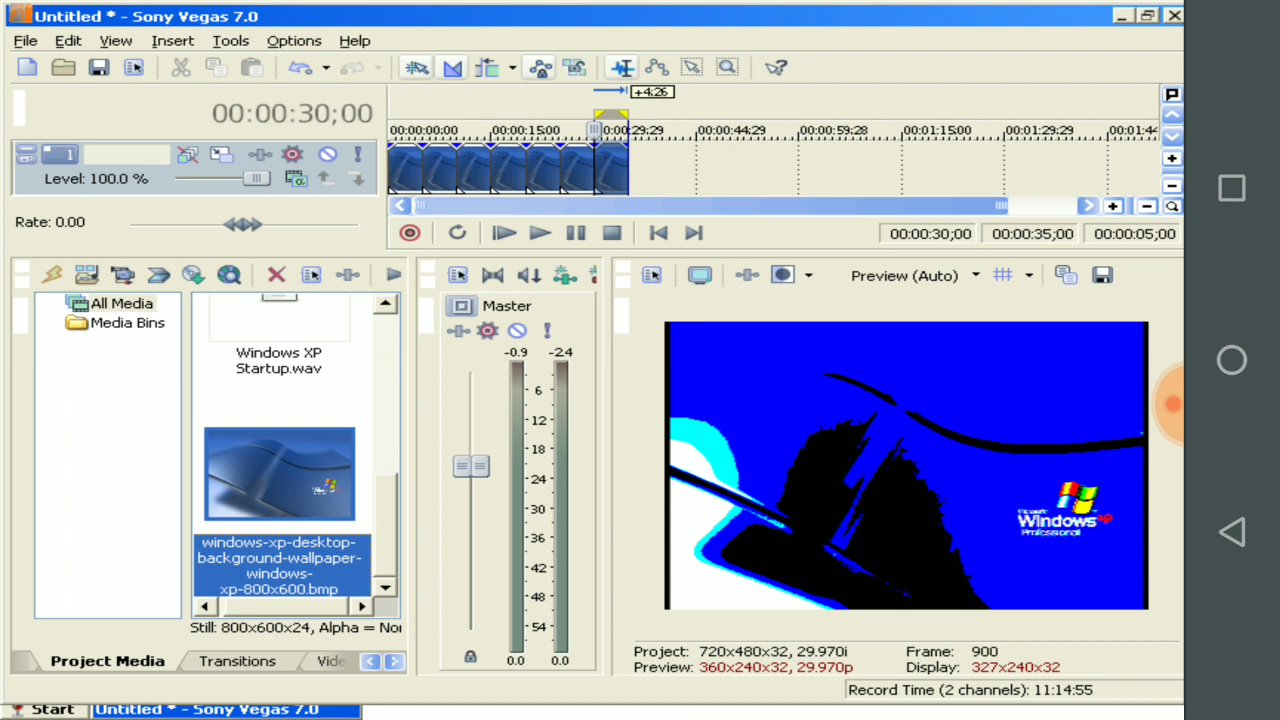 Untitled * - Sony Vegas 7.0
File Edit View Insert Tools Options Help
+4:26
00:00:30;00
00:00:00:00 00:00:15:00 00:00:29:29 00:00:44:29 00:00:59:28 00:01:15:00 00:01:29:29 00:01:44
1
Level: 100.0 %
Rate: 0.00
00:00:30;00 00:00:35;00 00:00:05;00
Preview (Auto)
All Media
Media Bins
Windows XP
Startup.wav
windows-xp-desktop-
background-wallpaper-
windows-
xp-800x600.bmp
Still: 800x600x24, Alpha = Nor
Project Media Transitions Vide
Master
-0.9 -2.4
6
12
18
24
30
36
42
48
54
0.0 0.0
Microsoft
Windows xp
Professional
Project: 720x480x32, 29.970i Frame: 900
Preview: 360x240x32, 29.970p Display: 327x240x32
Record Time (2 channels): 11:14:55
Start Untitled * - Sony Vegas 7.0